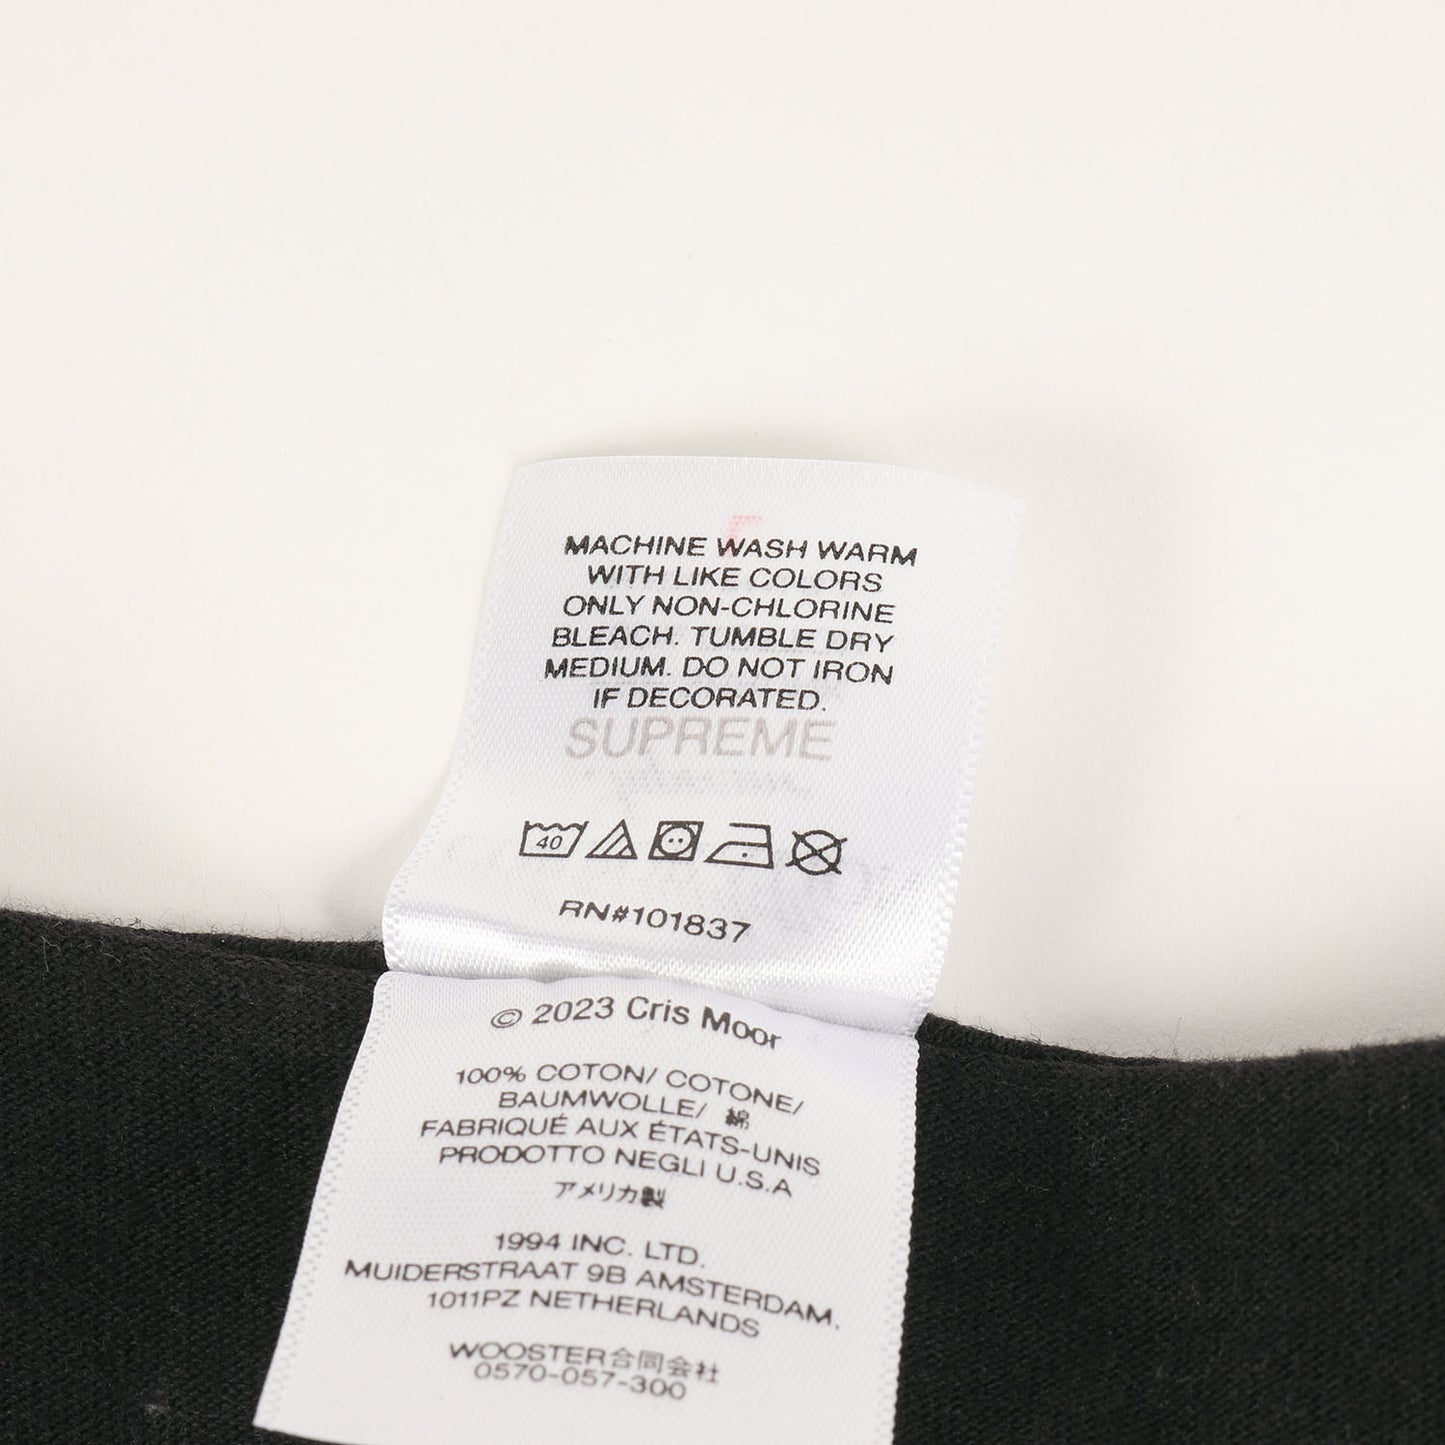 MACHINE WASH WARM
WITH LIKE COLORS
ONLY NON-CHLORINE
BLEACH. TUMBLE DRY
MEDIUM. DO NOT IRON
IF DECORATED.
SUPREME
40
RN#101837
© 2023 Cris Moor
100% COTON/ COTONE/
BAUMWOLLE/ 綿
FABRIQUÉ AUX ÉTATS-UNIS
PRODOTTO NEGLI U.S.A
アメリカ製
1994 INC. LTD.
MUIDERSTRAAT 9B AMSTERDAM,
1011PZ NETHERLANDS
WOOSTER合同会社
0570-057-300